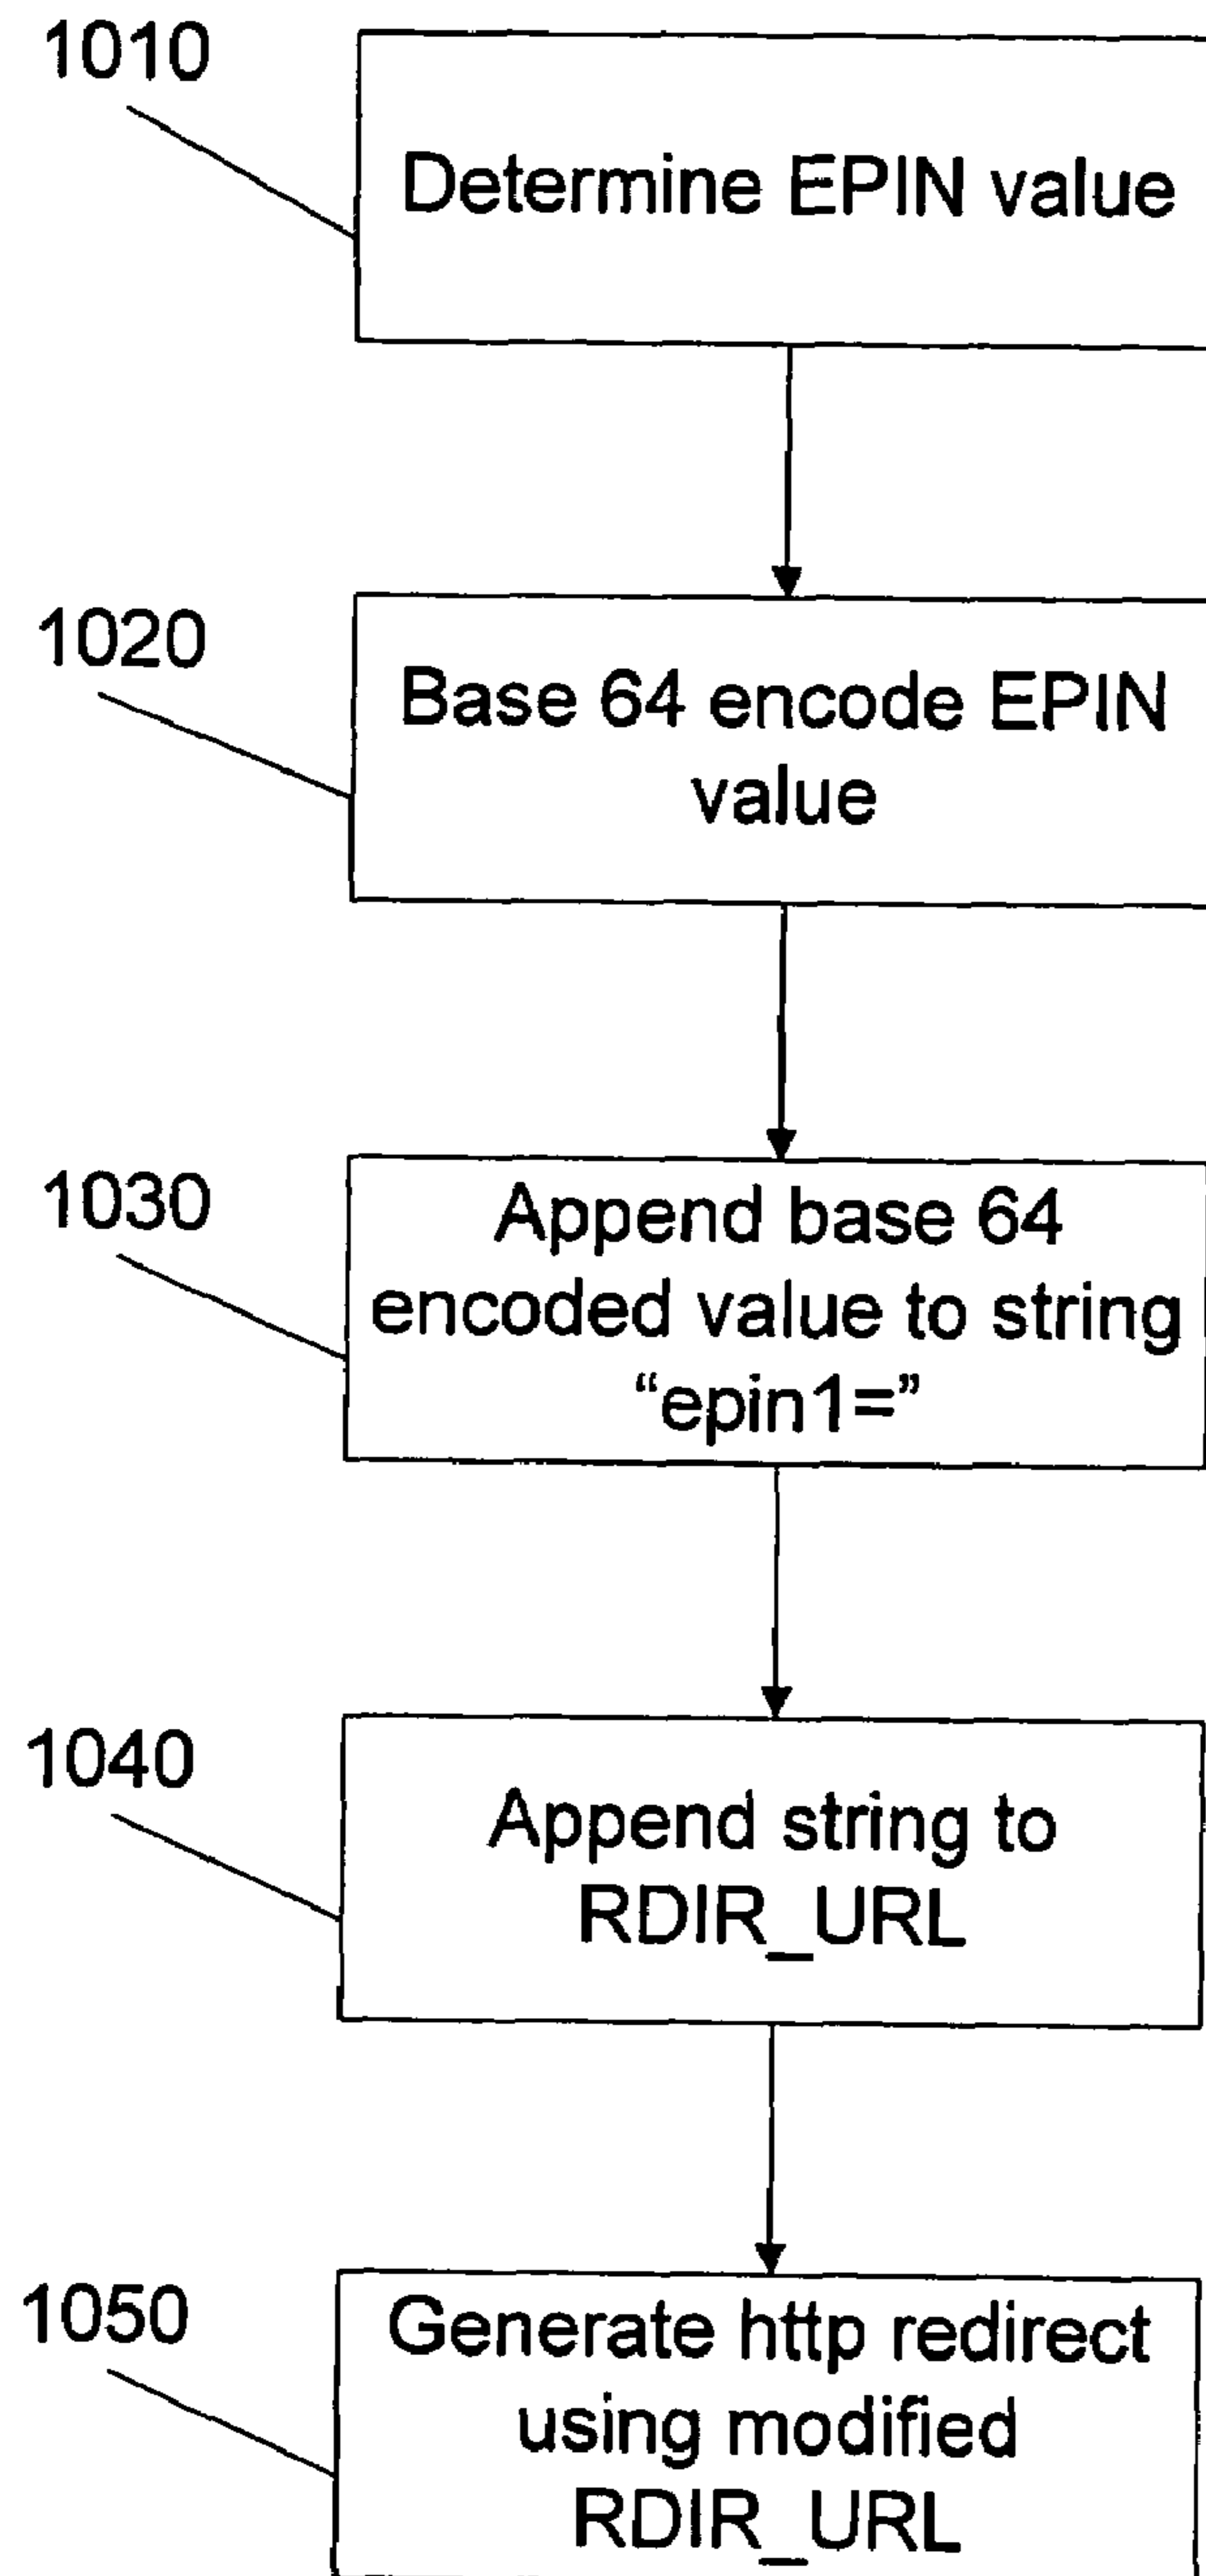 1010
Determine EPIN value
1020
Base 64 encode EPIN
value
1030
Append base 64
encoded value to string
“epin1=”
1040
Append string to
RDIR_URL
1050
Generate http redirect
using modified
RDIR_URL